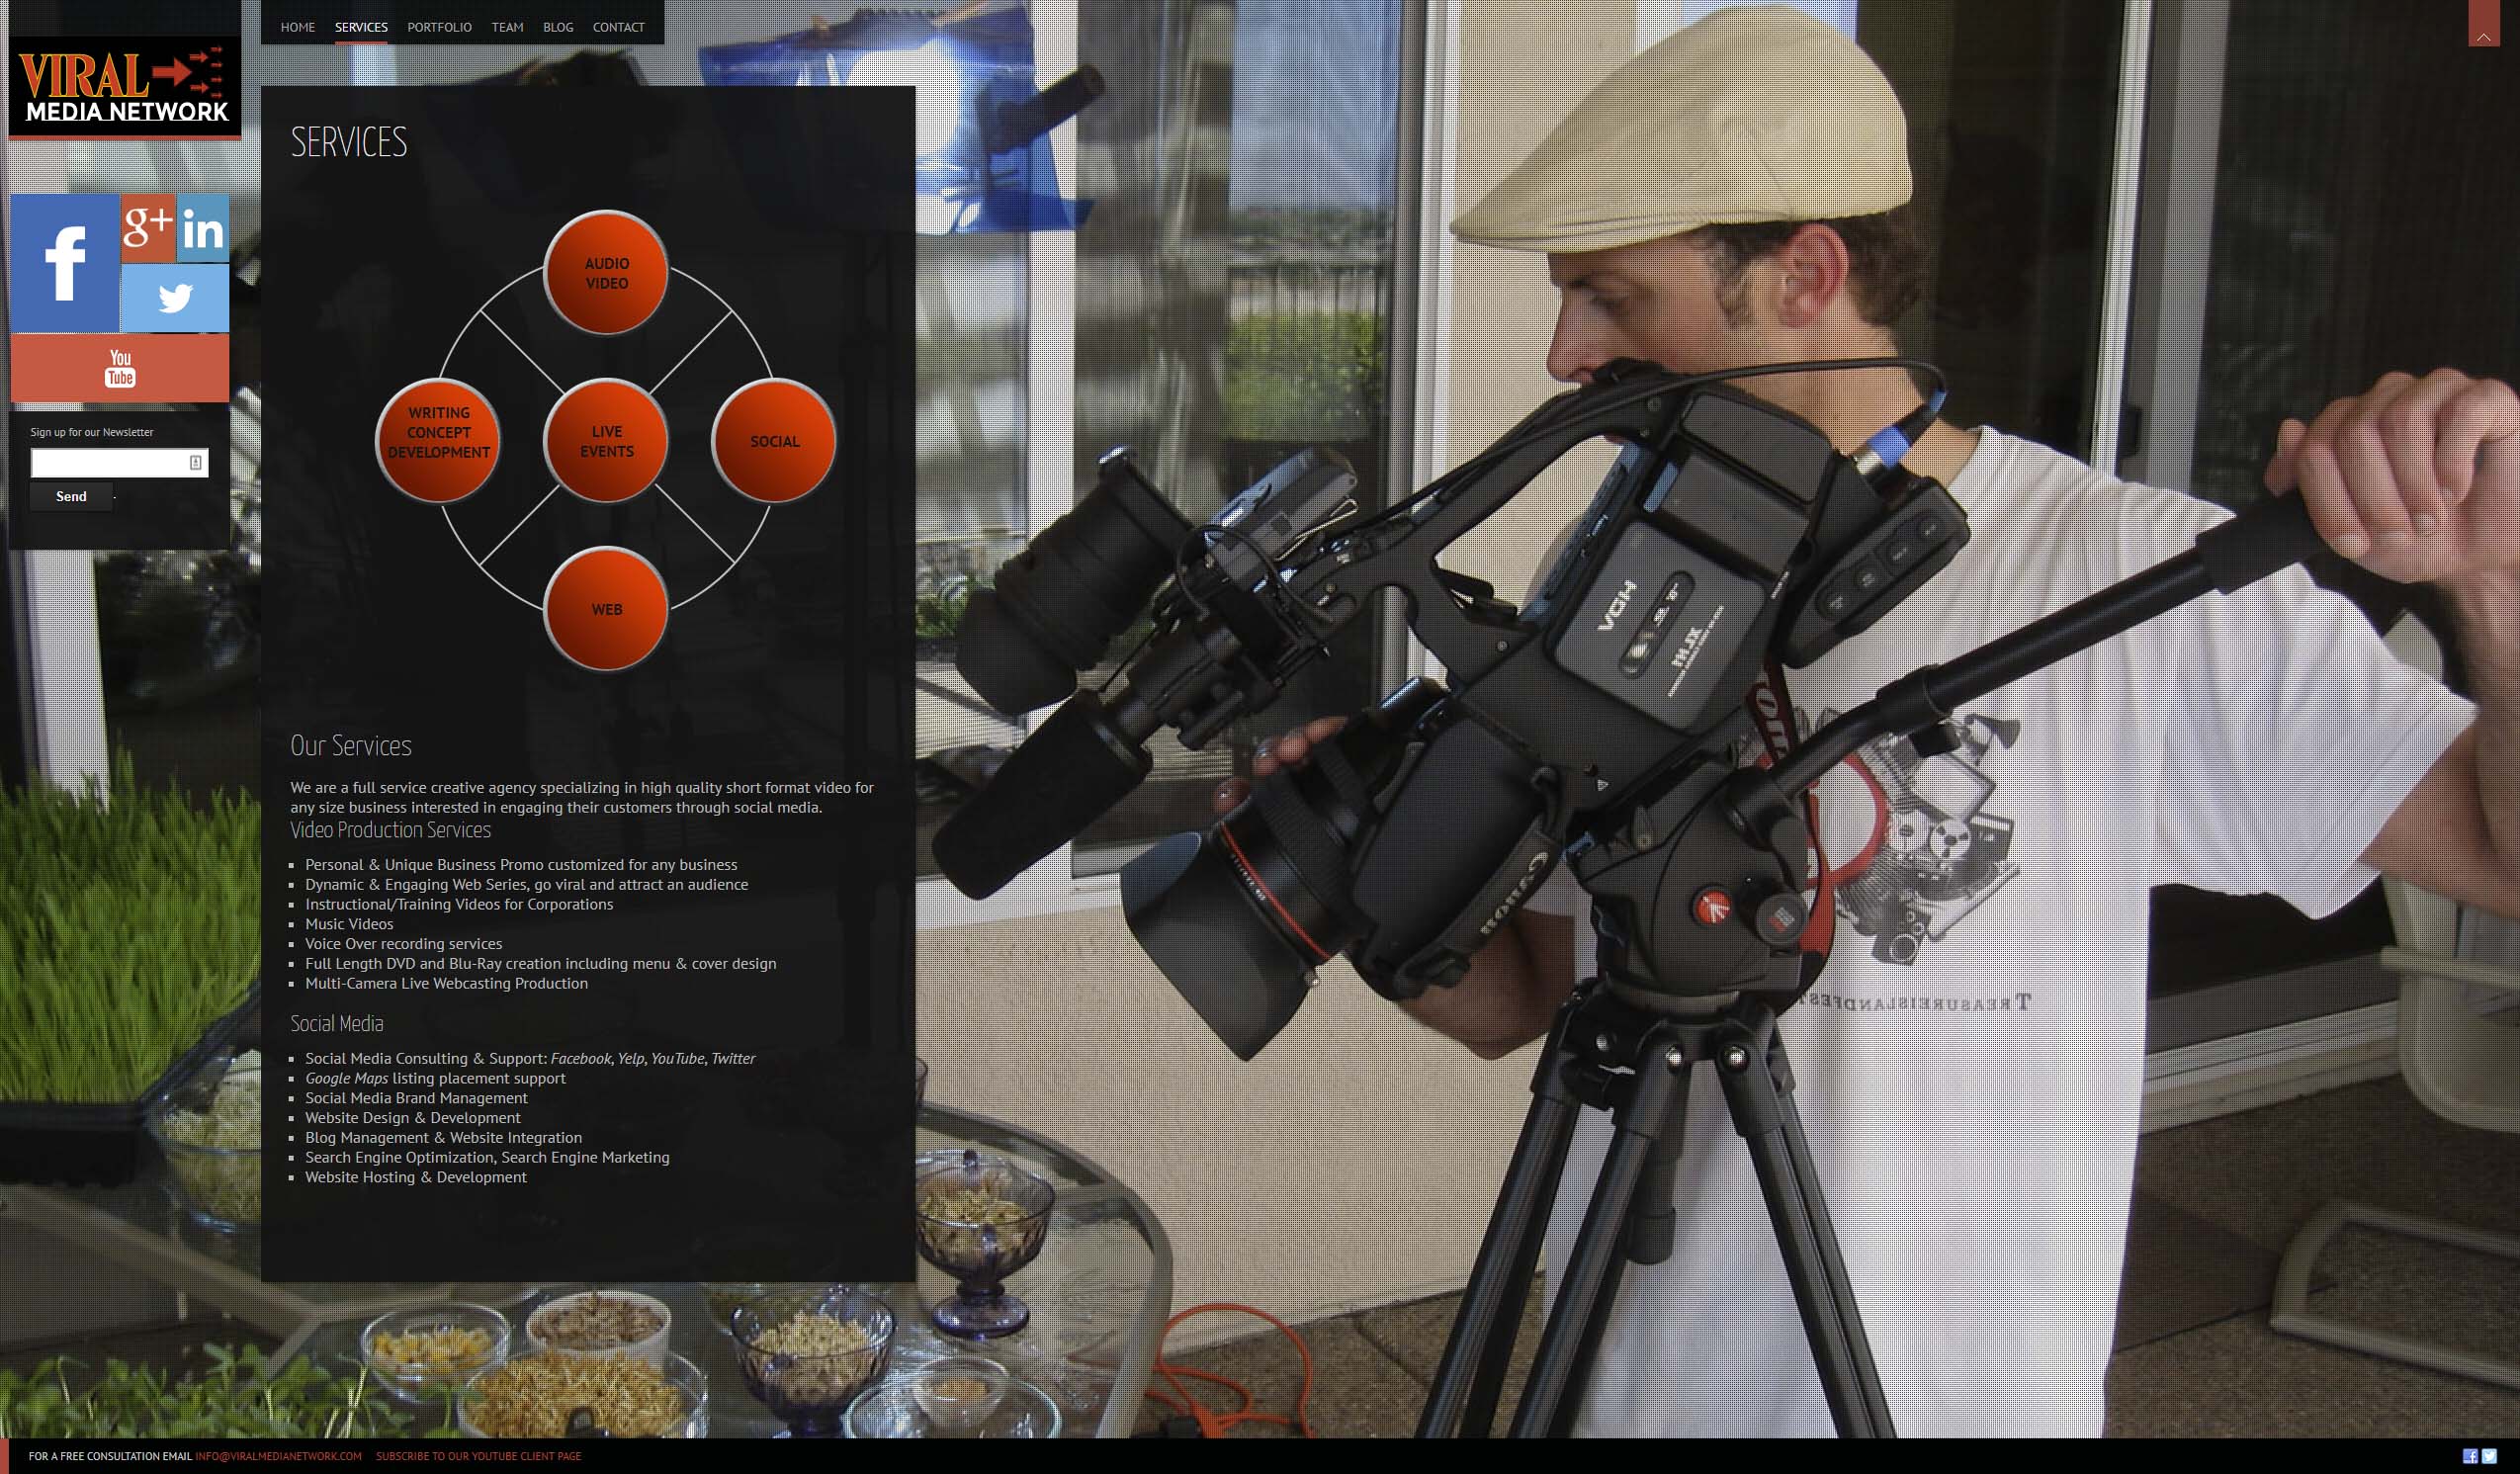 HOME SERVICES PORTFOLIO TEAM BLOG CONTACT
VIRAL
MEDIA NETWORK
g+ in
f
You
Tube
Sign up for our Newsletter
Send
SERVICES
AUDIO
VIDEO
WRITING
CONCEPT
DEVELOPMENT
LIVE
EVENTS
SOCIAL
WEB
Our Services
We are a full service creative agency specializing in high quality short format video for
any size business interested in engaging their customers through social media.
Video Production Services
Personal & Unique Business Promo customized for any business
Dynamic & Engaging Web Series, go viral and attract an audience
Instructional/Training Videos for Corporations
Music Videos
Voice Over recording services
Full Length DVD and Blu-Ray creation including menu & cover design
Multi-Camera Live Webcasting Production
Social Media
Social Media Consulting & Support: Facebook, Yelp, YouTube, Twitter
Google Maps listing placement support
Social Media Brand Management
Website Design & Development
Blog Management & Website Integration
Search Engine Optimization, Search Engine Marketing
Website Hosting & Development
HDV
Canon
TREASUREISLANDFEST
FOR A FREE CONSULTATION EMAIL INFO@VIRALMEDIANETWORK.COM SUBSCRIBE TO OUR YOUTUBE CLIENT PAGE